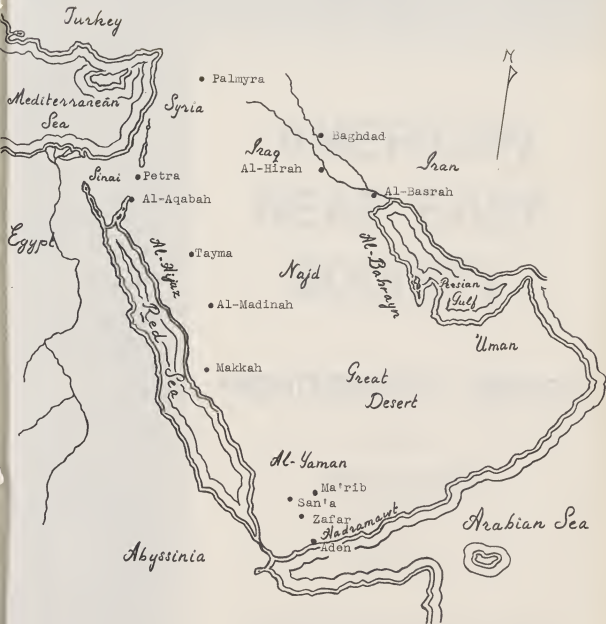 Turkey
N
Palmyra
Mediterranean
Sea
Syria
Baghdad
Iraq
Iran
Al-Hirah
Sinai
Petra
Al-Basrah
Al-Aqabah
Egypt
Al-Hijaz
Tayma
Najd
Al-Bahrayn
Persian
Gulf
Al-Madinah
Red
Sea
'Uman
Makkah
Great
Desert
Al-Yaman
Ma'rib
San'a
Zafar
Hadramawt
Arabian Sea
Aden
Abyssinia